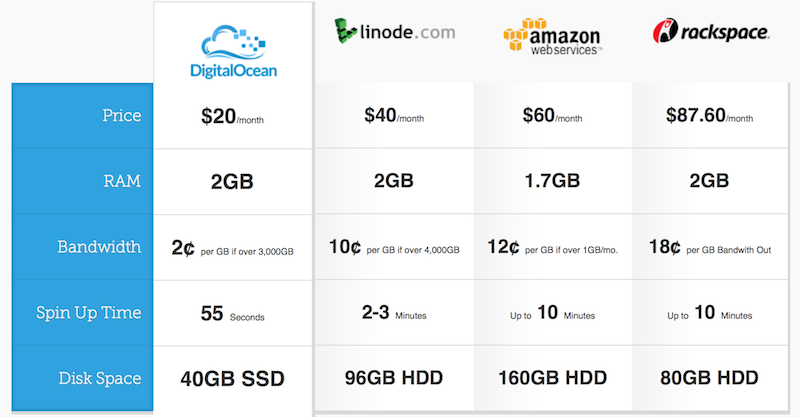 DigitalOcean
linode.com
amazon
webservices™
rackspace.
Price $20/month $40/month $60/month $87.60/month
RAM 2GB 2GB 1.7GB 2GB
Bandwidth 2¢ per GB if over 3,000GB 10¢ per GB if over 4,000GB 12¢ per GB if over 1GB/mo. 18¢ per GB Bandwith Out
Spin Up Time 55 Seconds 2-3 Minutes Up to 10 Minutes Up to 10 Minutes
Disk Space 40GB SSD 96GB HDD 160GB HDD 80GB HDD